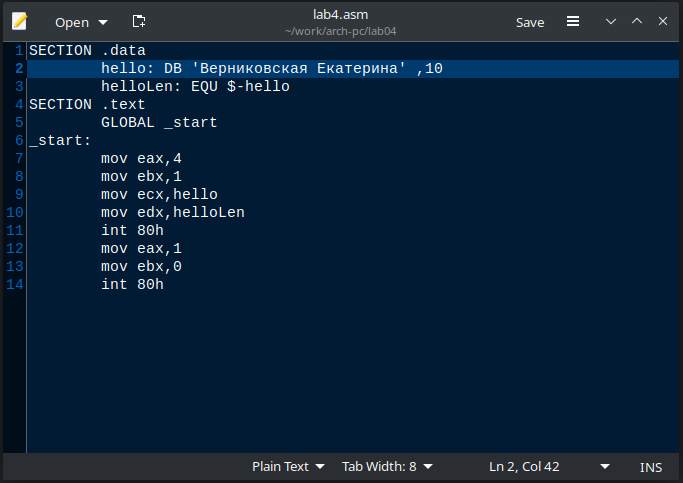 Open
lab4.asm
~/work/arch-pc/lab04
Save
1 SECTION .data
2 hello: DB 'Верниковская Екатерина' ,10
3 helloLen: EQU $-hello
4 SECTION .text
5 GLOBAL _start
6 _start:
7 mov eax,4
8 mov ebx,1
9 mov ecx,hello
10 mov edx,helloLen
11 int 80h
12 mov eax,1
13 mov ebx,0
14 int 80h
Plain Text Tab Width: 8 Ln 2, Col 42 INS